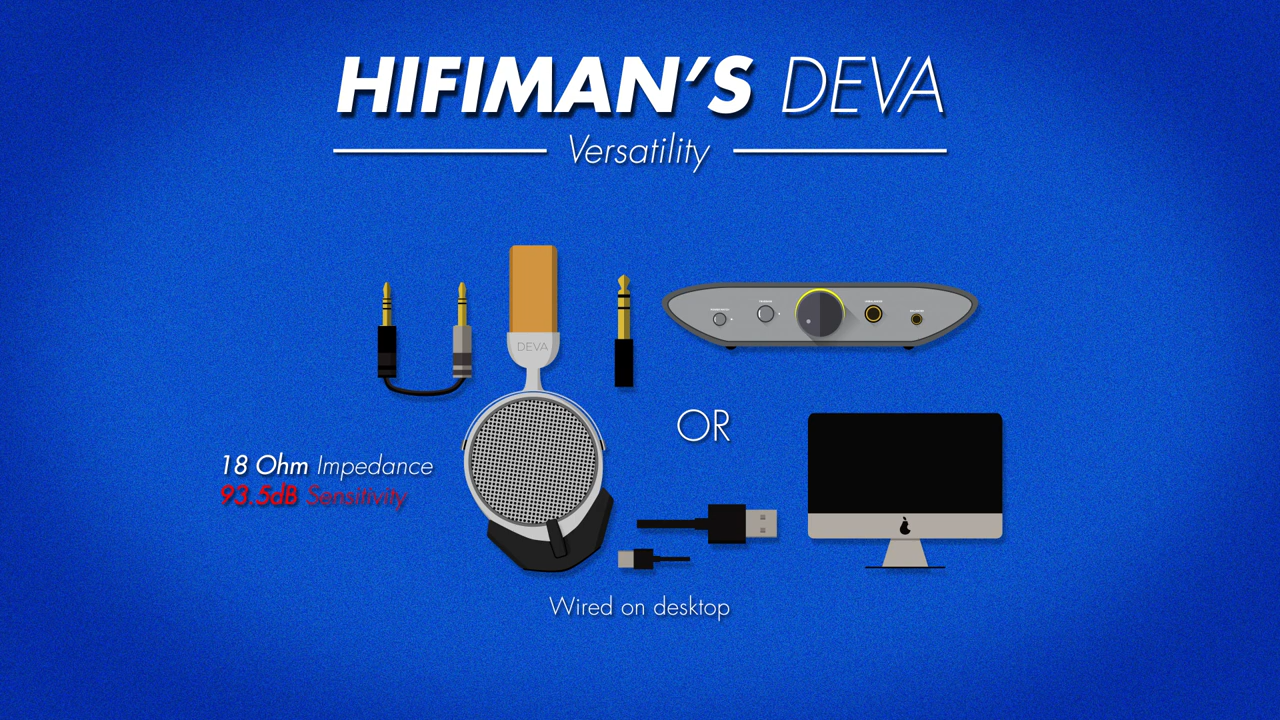 HIFIMAN'S DEVA
Versatility
DEVA
OR
18 Ohm Impedance
93.5dB Sensitivity
Wired on desktop